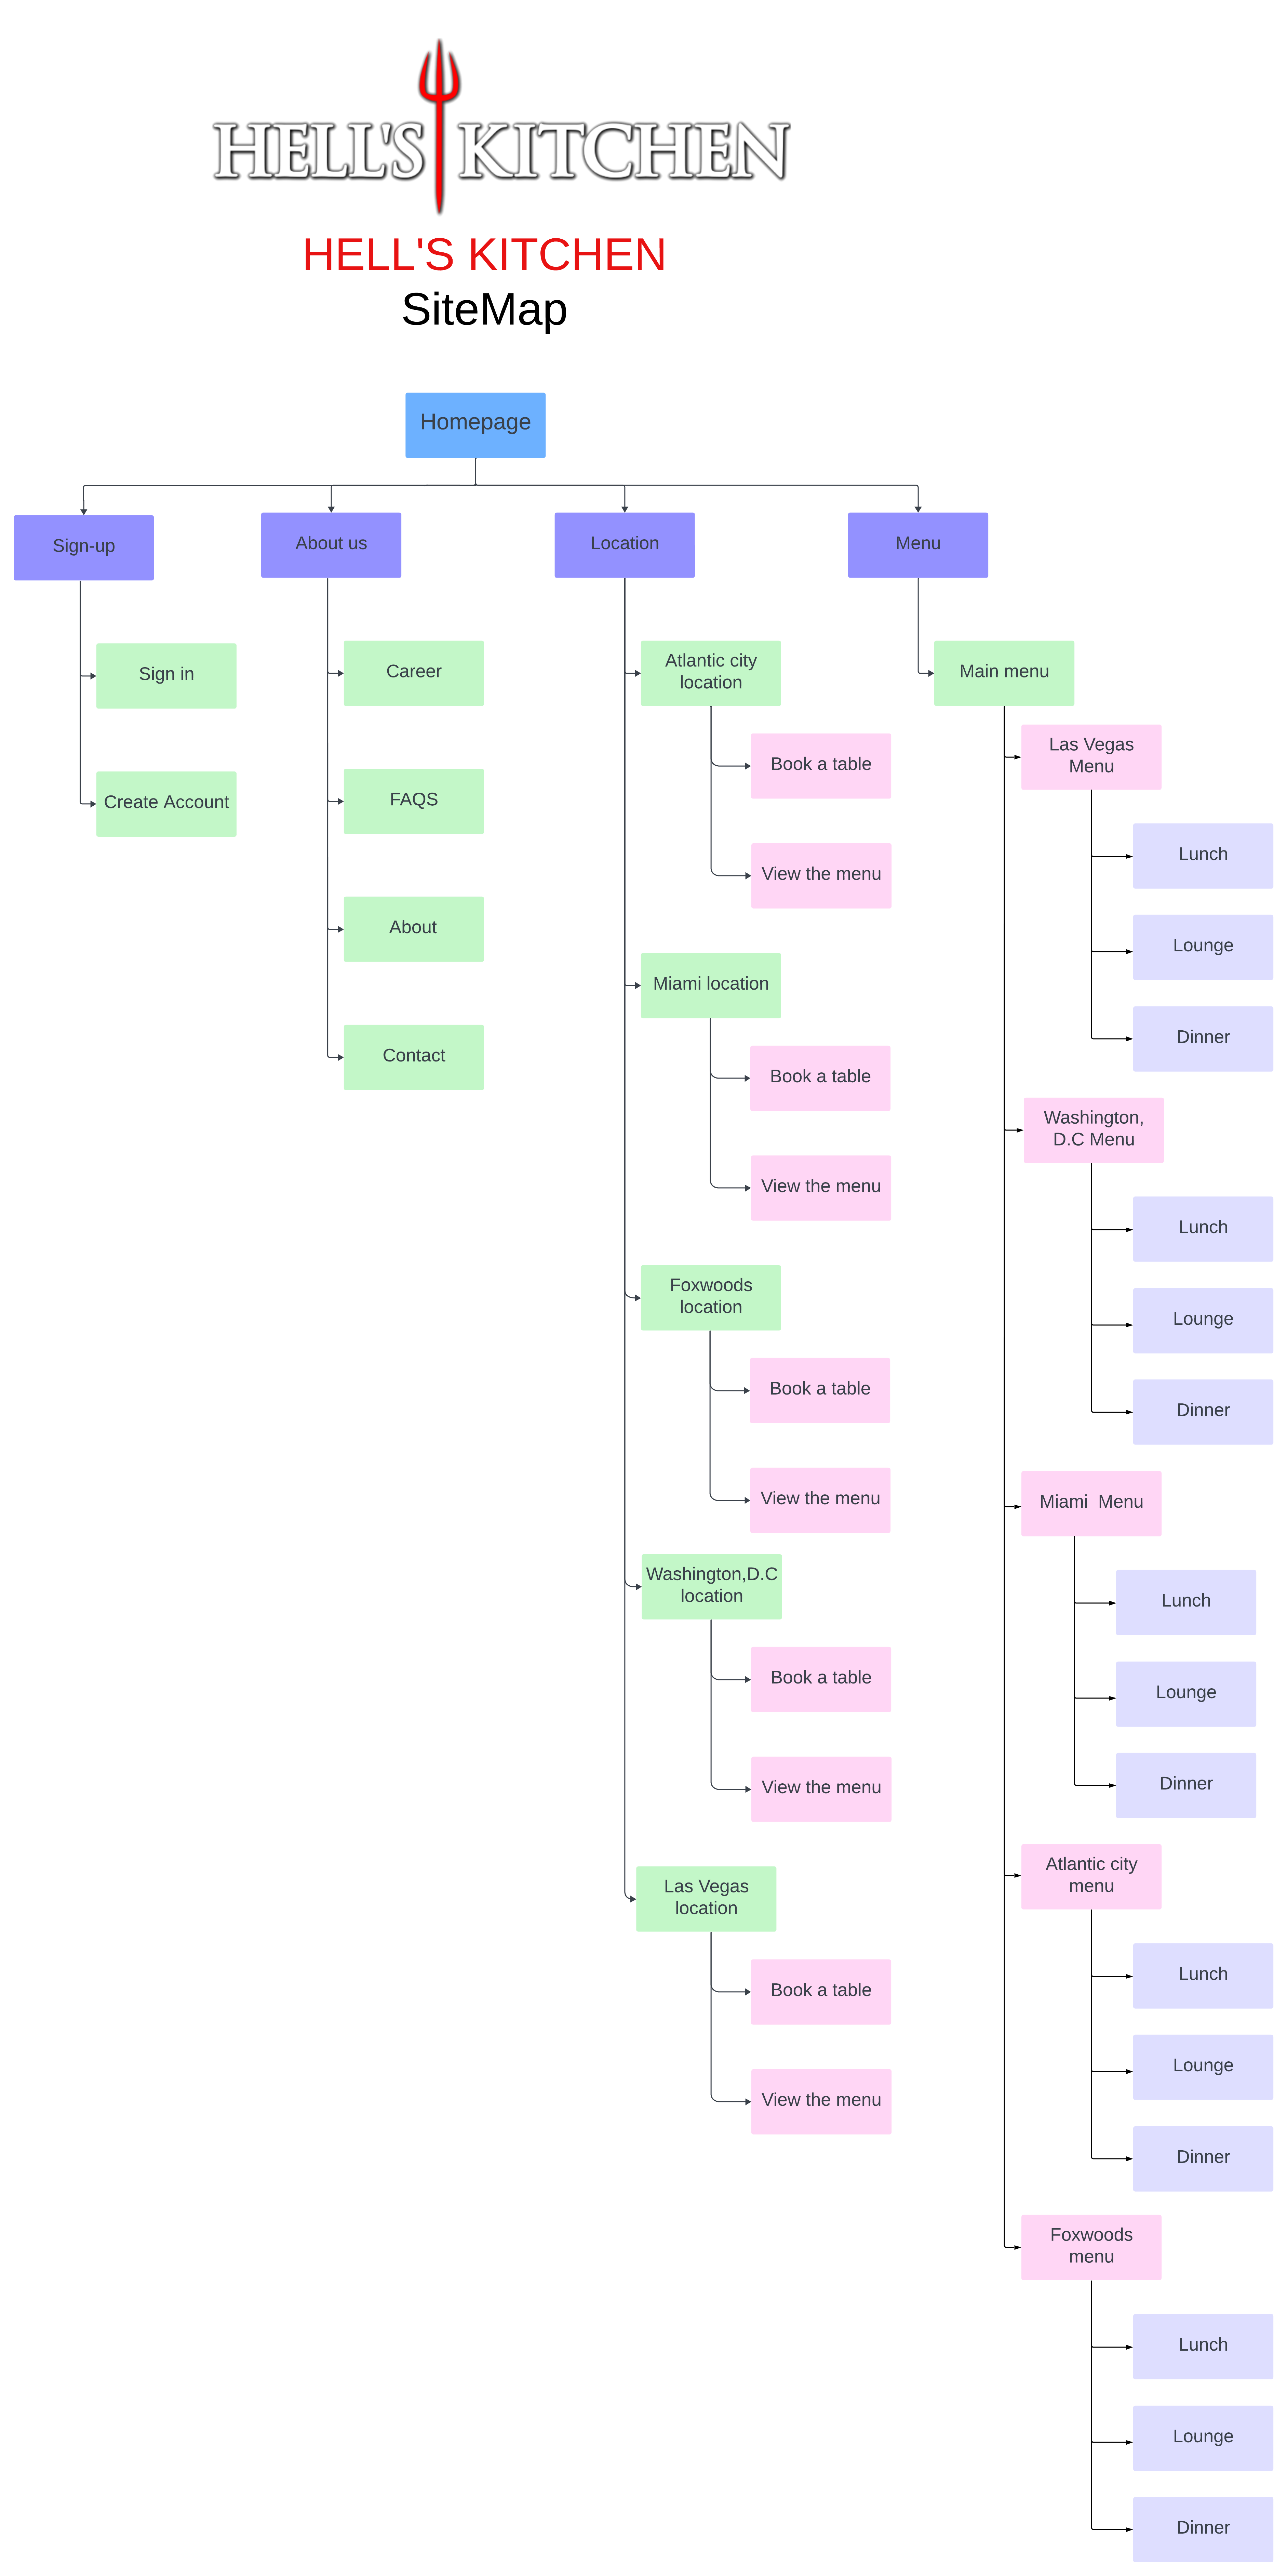 HELL'S KITCHEN
HELL'S KITCHEN
SiteMap
Homepage
Sign-up
About us
Location
Menu
Sign in
Create Account
Career
FAQS
About
Contact
Atlantic city
location
Book a table
View the menu
Miami location
Book a table
View the menu
Foxwoods
location
Book a table
View the menu
Washington,D.C
location
Book a table
View the menu
Las Vegas
location
Book a table
View the menu
Main menu
Las Vegas
Menu
Lunch
Lounge
Dinner
Washington,
D.C Menu
Lunch
Lounge
Dinner
Miami  Menu
Lunch
Lounge
Dinner
Atlantic city
menu
Lunch
Lounge
Dinner
Foxwoods
menu
Lunch
Lounge
Dinner